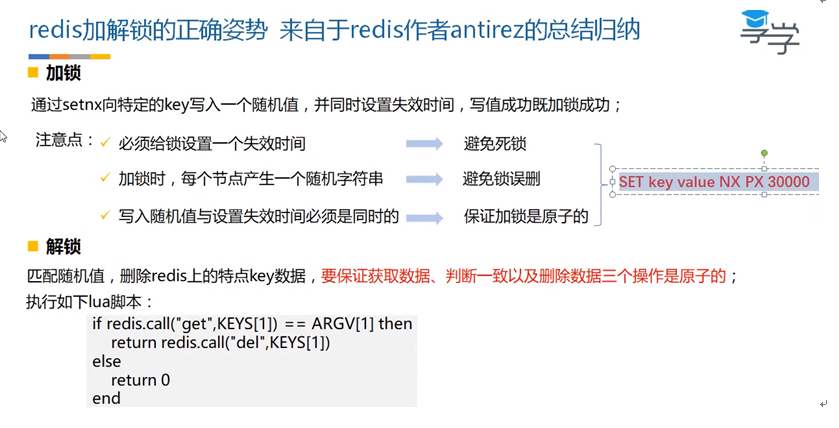 redis加解锁的正确姿势 来自于redis作者antirez的总结归纳
享学
加锁
通过setnx向特定的key写入一个随机值，并同时设置失效时间，写值成功既加锁成功；
注意点：
必须给锁设置一个失效时间
避免死锁
加锁时，每个节点产生一个随机字符串
避免锁误删
SET key value NX PX 30000
写入随机值与设置失效时间必须是同时的
保证加锁是原子的
解锁
匹配随机值，删除redis上的特点key数据，要保证获取数据、判断一致以及删除数据三个操作是原子的；
执行如下lua脚本：
if redis.call("get",KEYS[1]) == ARGV[1] then
return redis.call("del",KEYS[1])
else
return 0
end